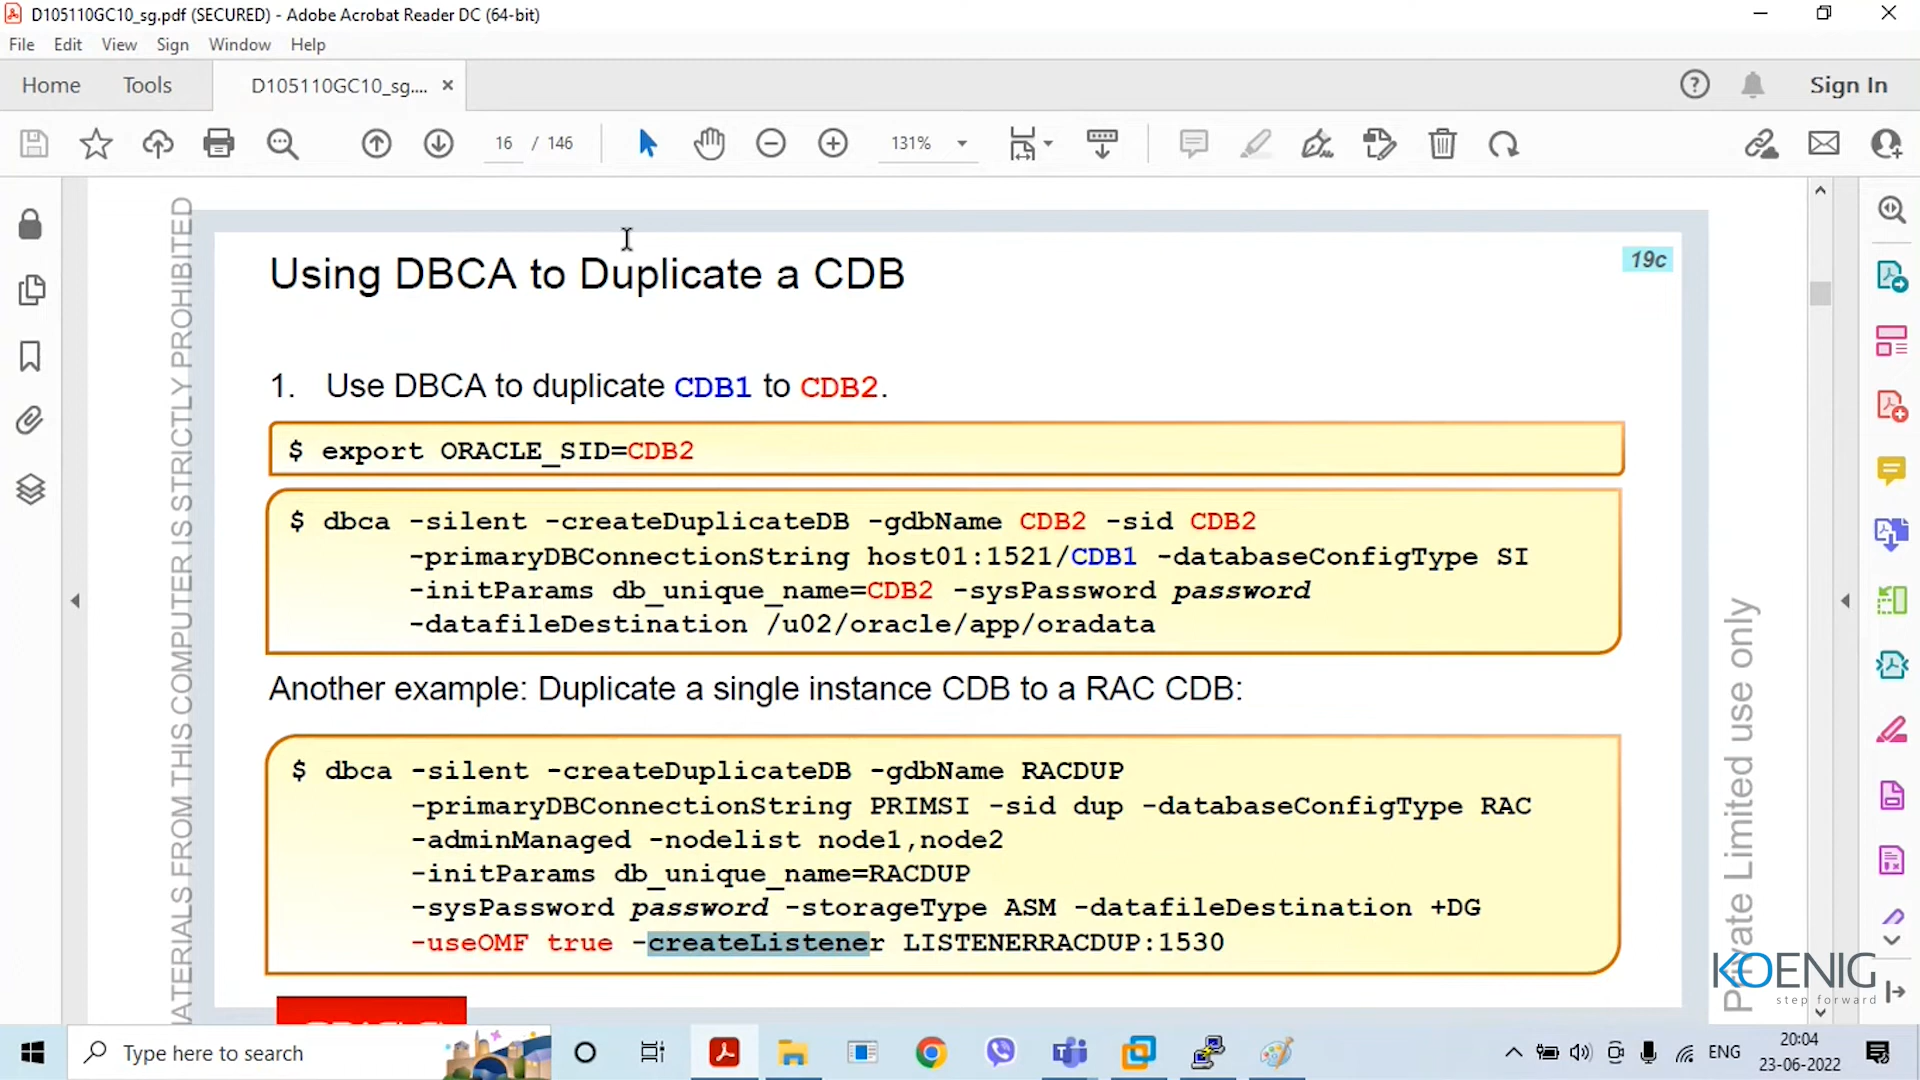 D105110GC10_sg.pdf (SECURED) - Adobe Acrobat Reader DC (64-bit)
File Edit View Sign Window Help
Home Tools D105110GC10_sg.... × Sign In
16 / 146 131%
MATERIALS FROM THIS COMPUTER IS STRICTLY PROHIBITED
Using DBCA to Duplicate a CDB
19c
1. Use DBCA to duplicate CDB1 to CDB2.
$ export ORACLE_SID=CDB2
$ dbca -silent -createDuplicateDB -gdbName CDB2 -sid CDB2
-primaryDBConnectionString host01:1521/CDB1 -databaseConfigType SI
-initParams db_unique_name=CDB2 -sysPassword password
-datafileDestination /u02/oracle/app/oradata
Another example: Duplicate a single instance CDB to a RAC CDB:
$ dbca -silent -createDuplicateDB -gdbName RACDUP
-primaryDBConnectionString PRIMSI -sid dup -databaseConfigType RAC
-adminManaged -nodelist node1,node2
-initParams db_unique_name=RACDUP
-sysPassword password -storageType ASM -datafileDestination +DG
-useOMF true -createListener LISTENERRACDUP:1530
Private Limited use only
KOENIG
step forward
Type here to search
ENG
20:04
23-06-2022